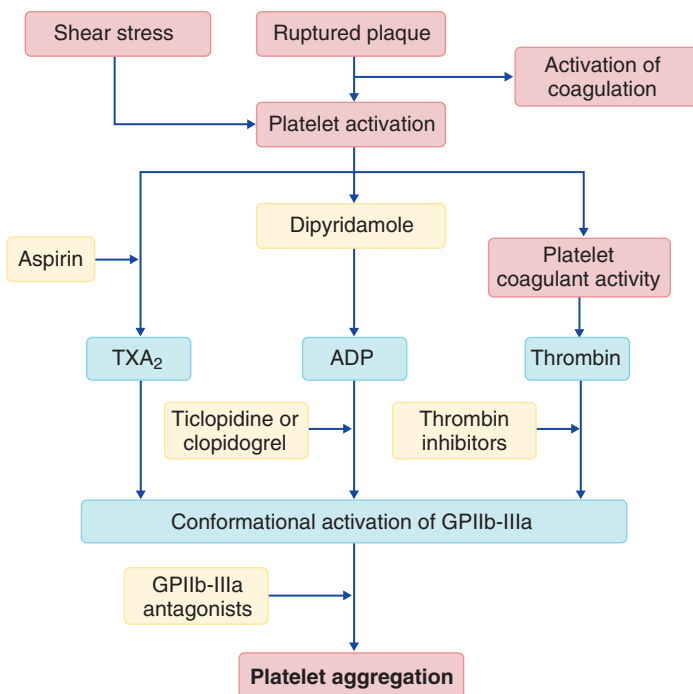 Shear stress
Ruptured plaque
Activation of
coagulation
Platelet activation
Dipyridamole
Aspirin
Platelet
coagulant activity
TXA₂
ADP
Thrombin
Ticlopidine or
clopidogrel
Thrombin
inhibitors
Conformational activation of GPIIb-IIIa
GPIIb-IIIa
antagonists
Platelet aggregation